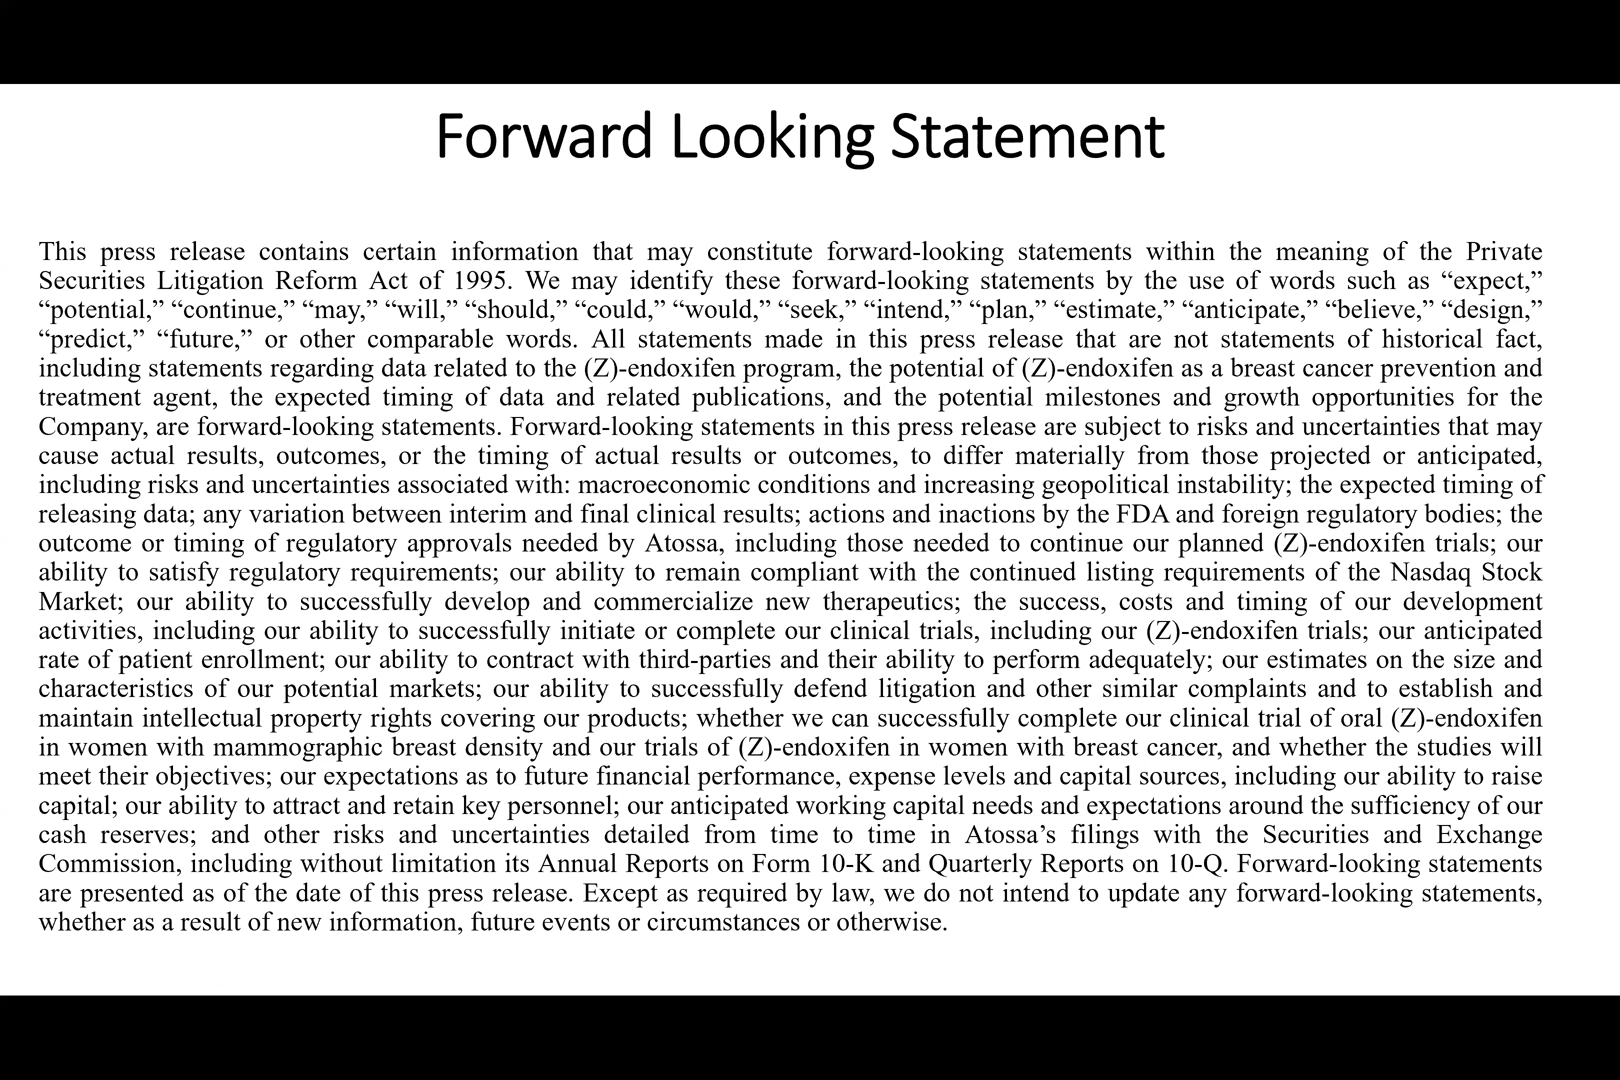 Forward Looking Statement
This press release contains certain information that may constitute forward-looking statements within the meaning of the Private
Securities Litigation Reform Act of 1995. We may identify these forward-looking statements by the use of words such as “expect,”
“potential,” “continue,” “may,” “will,” “should,” “could,” “would,” “seek,” “intend,” “plan,” “estimate,” “anticipate,” “believe,” “design,”
“predict,” “future,” or other comparable words. All statements made in this press release that are not statements of historical fact,
including statements regarding data related to the (Z)-endoxifen program, the potential of (Z)-endoxifen as a breast cancer prevention and
treatment agent, the expected timing of data and related publications, and the potential milestones and growth opportunities for the
Company, are forward-looking statements. Forward-looking statements in this press release are subject to risks and uncertainties that may
cause actual results, outcomes, or the timing of actual results or outcomes, to differ materially from those projected or anticipated,
including risks and uncertainties associated with: macroeconomic conditions and increasing geopolitical instability; the expected timing of
releasing data; any variation between interim and final clinical results; actions and inactions by the FDA and foreign regulatory bodies; the
outcome or timing of regulatory approvals needed by Atossa, including those needed to continue our planned (Z)-endoxifen trials; our
ability to satisfy regulatory requirements; our ability to remain compliant with the continued listing requirements of the Nasdaq Stock
Market; our ability to successfully develop and commercialize new therapeutics; the success, costs and timing of our development
activities, including our ability to successfully initiate or complete our clinical trials, including our (Z)-endoxifen trials; our anticipated
rate of patient enrollment; our ability to contract with third-parties and their ability to perform adequately; our estimates on the size and
characteristics of our potential markets; our ability to successfully defend litigation and other similar complaints and to establish and
maintain intellectual property rights covering our products; whether we can successfully complete our clinical trial of oral (Z)-endoxifen
in women with mammographic breast density and our trials of (Z)-endoxifen in women with breast cancer, and whether the studies will
meet their objectives; our expectations as to future financial performance, expense levels and capital sources, including our ability to raise
capital; our ability to attract and retain key personnel; our anticipated working capital needs and expectations around the sufficiency of our
cash reserves; and other risks and uncertainties detailed from time to time in Atossa’s filings with the Securities and Exchange
Commission, including without limitation its Annual Reports on Form 10-K and Quarterly Reports on 10-Q. Forward-looking statements
are presented as of the date of this press release. Except as required by law, we do not intend to update any forward-looking statements,
whether as a result of new information, future events or circumstances or otherwise.